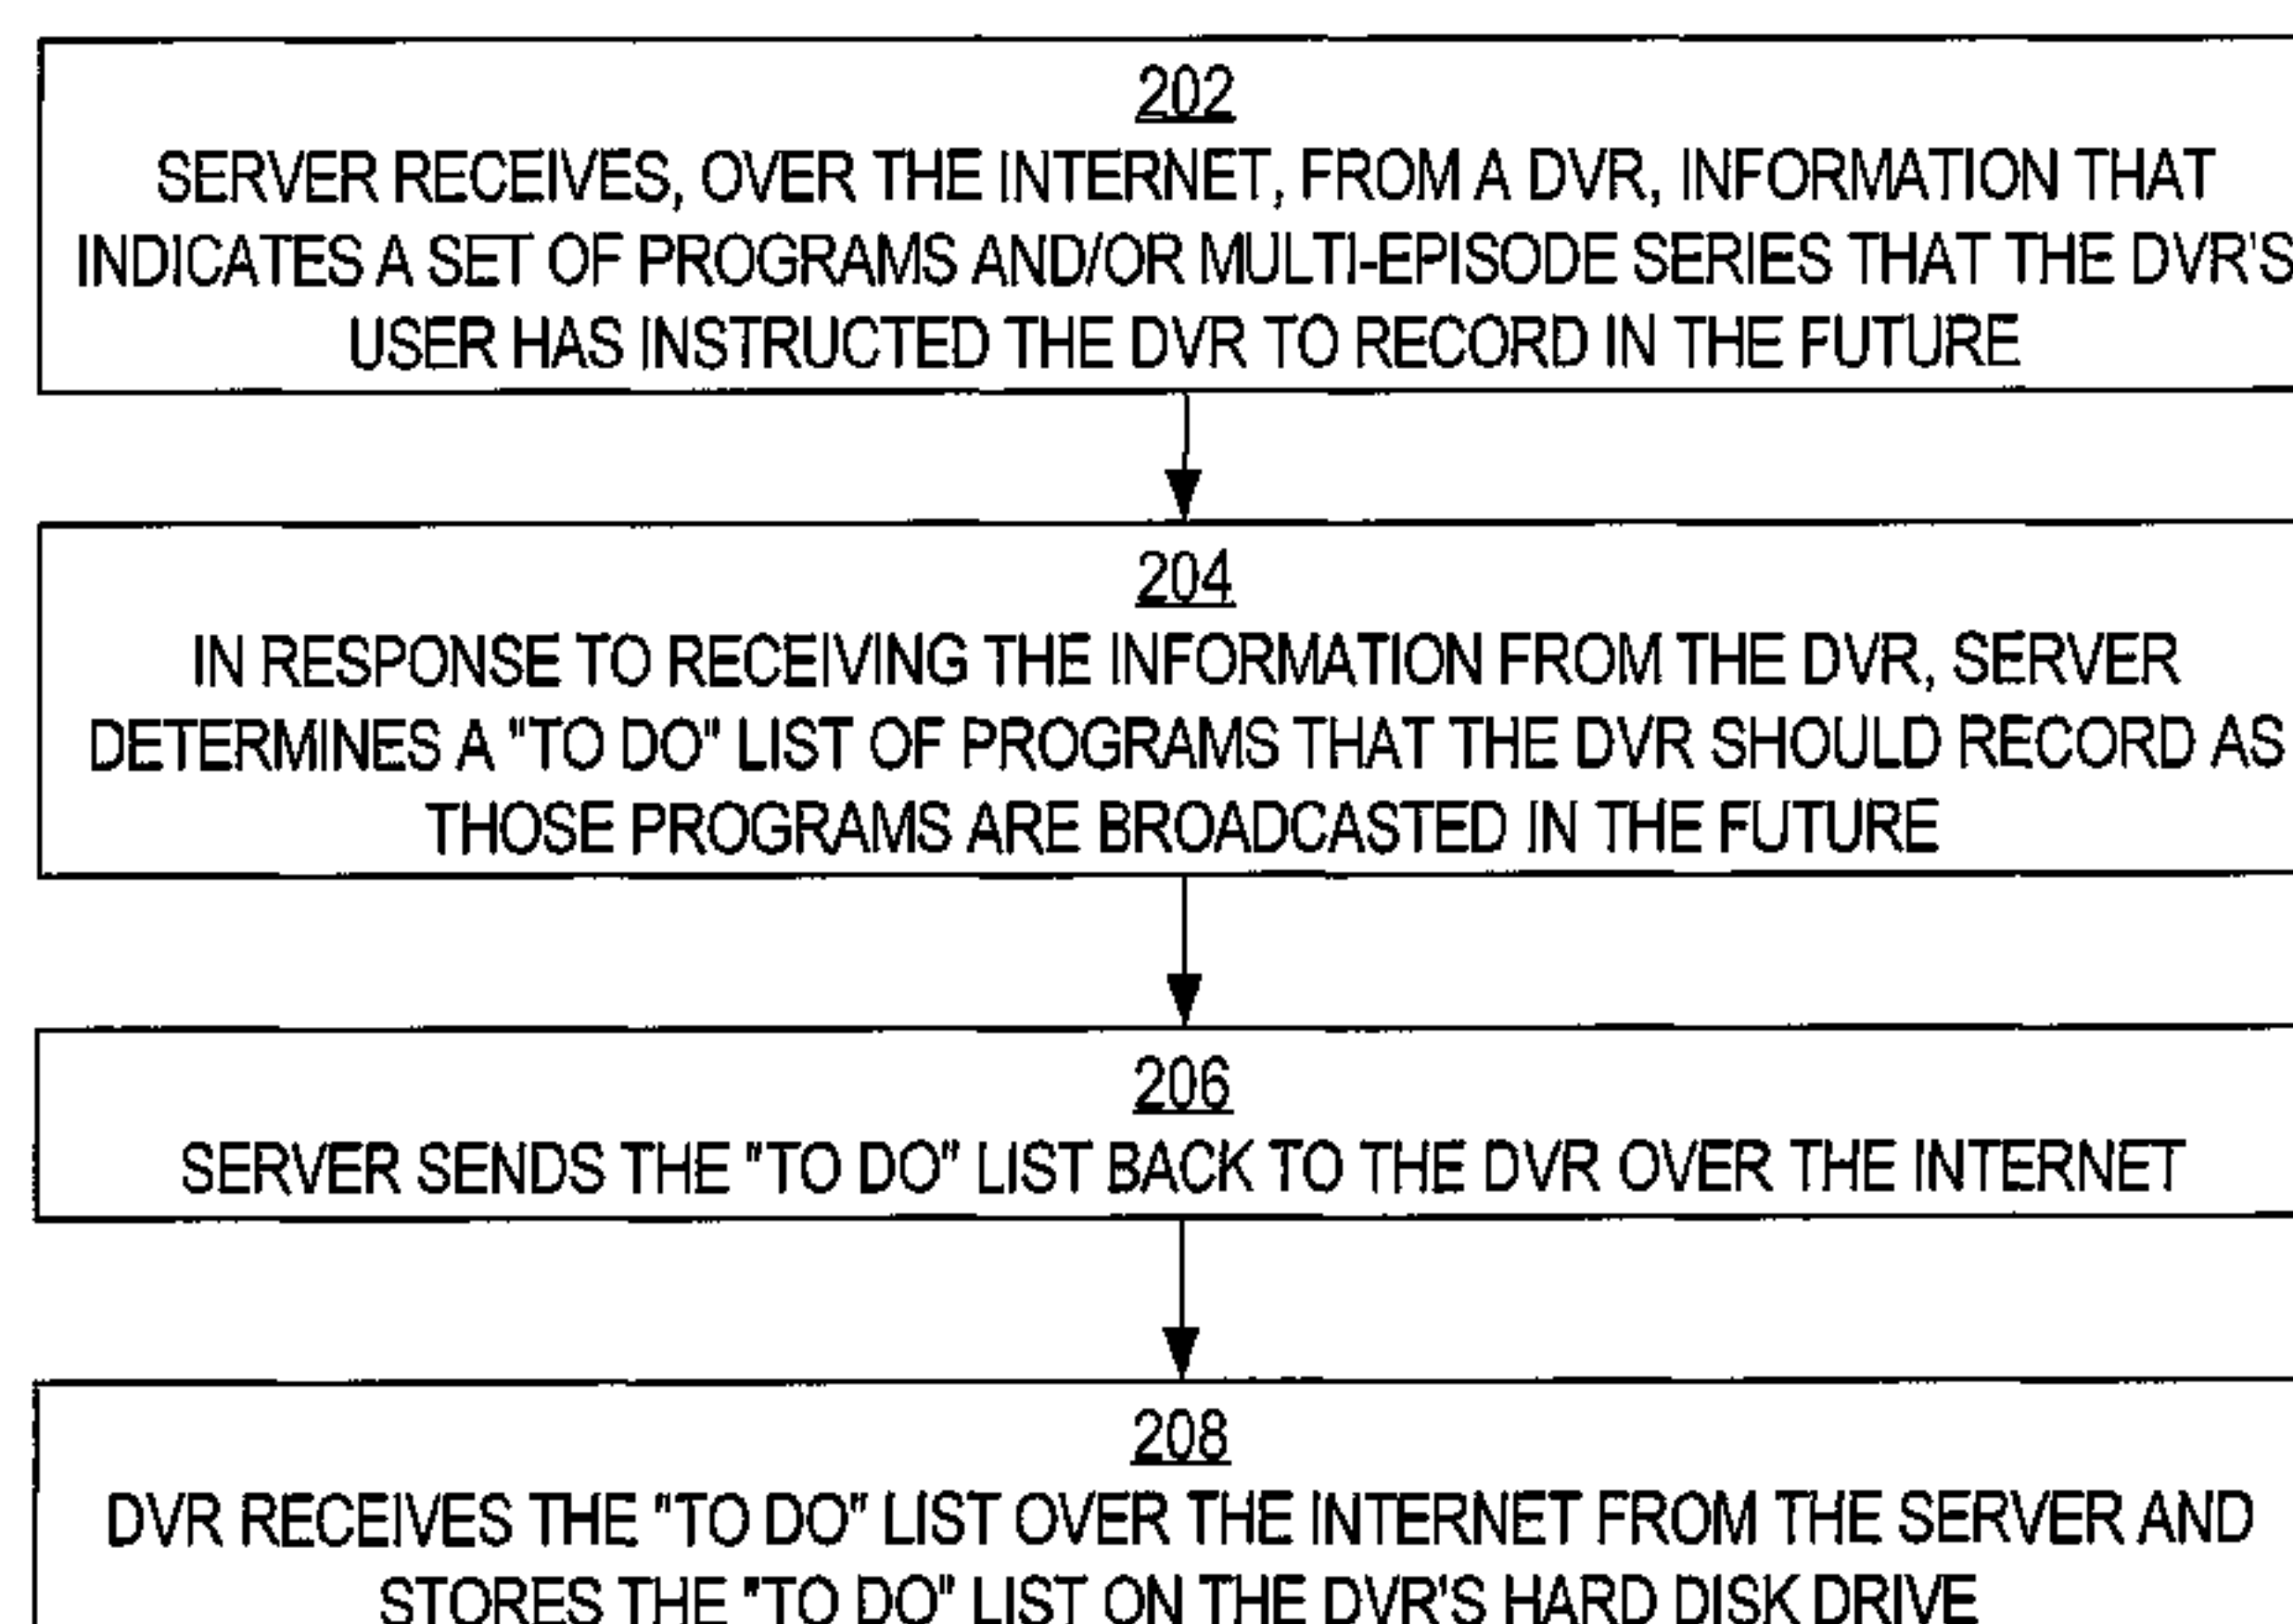 202
SERVER RECEIVES, OVER THE INTERNET, FROM A DVR, INFORMATION THAT
INDICATES A SET OF PROGRAMS AND/OR MULTI-EPISODE SERIES THAT THE DVR'S
USER HAS INSTRUCTED THE DVR TO RECORD IN THE FUTURE
204
IN RESPONSE TO RECEIVING THE INFORMATION FROM THE DVR, SERVER
DETERMINES A "TO DO" LIST OF PROGRAMS THAT THE DVR SHOULD RECORD AS
THOSE PROGRAMS ARE BROADCASTED IN THE FUTURE
206
SERVER SENDS THE "TO DO" LIST BACK TO THE DVR OVER THE INTERNET
208
DVR RECEIVES THE "TO DO" LIST OVER THE INTERNET FROM THE SERVER AND
STORES THE "TO DO" LIST ON THE DVR'S HARD DISK DRIVE